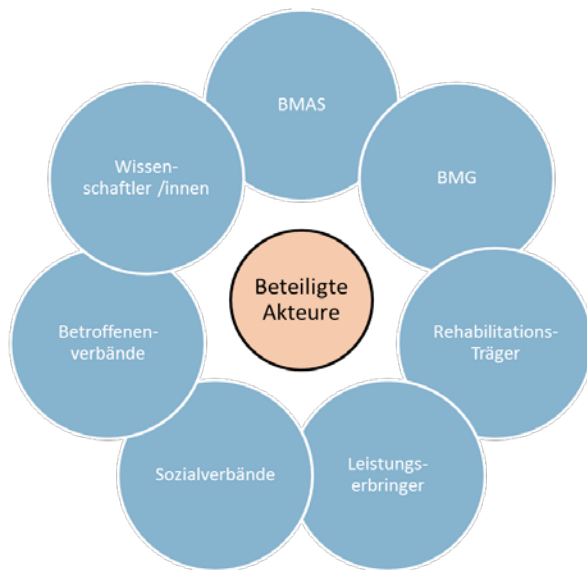 BMAS
BMG
Rehabilitations-
Träger
Leistungs-
erbringer
Sozialverbände
Betroffenen-
verbände
Wissen-
schaftler /innen
Beteiligte
Akteure